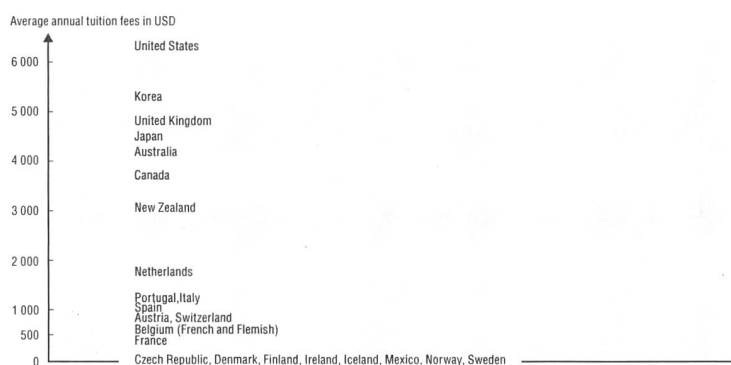 Average annual tuition fees in USD
United States
6 000
Korea
5 000
United Kingdom
Japan
Australia
4 000
Canada
New Zealand
3 000
2 000
Netherlands
Portugal,Italy
Spain
1 000
Austria, Switzerland
Belgium (French and Flemish)
500
France
0
Czech Republic, Denmark, Finland, Ireland, Iceland, Mexico, Norway, Sweden